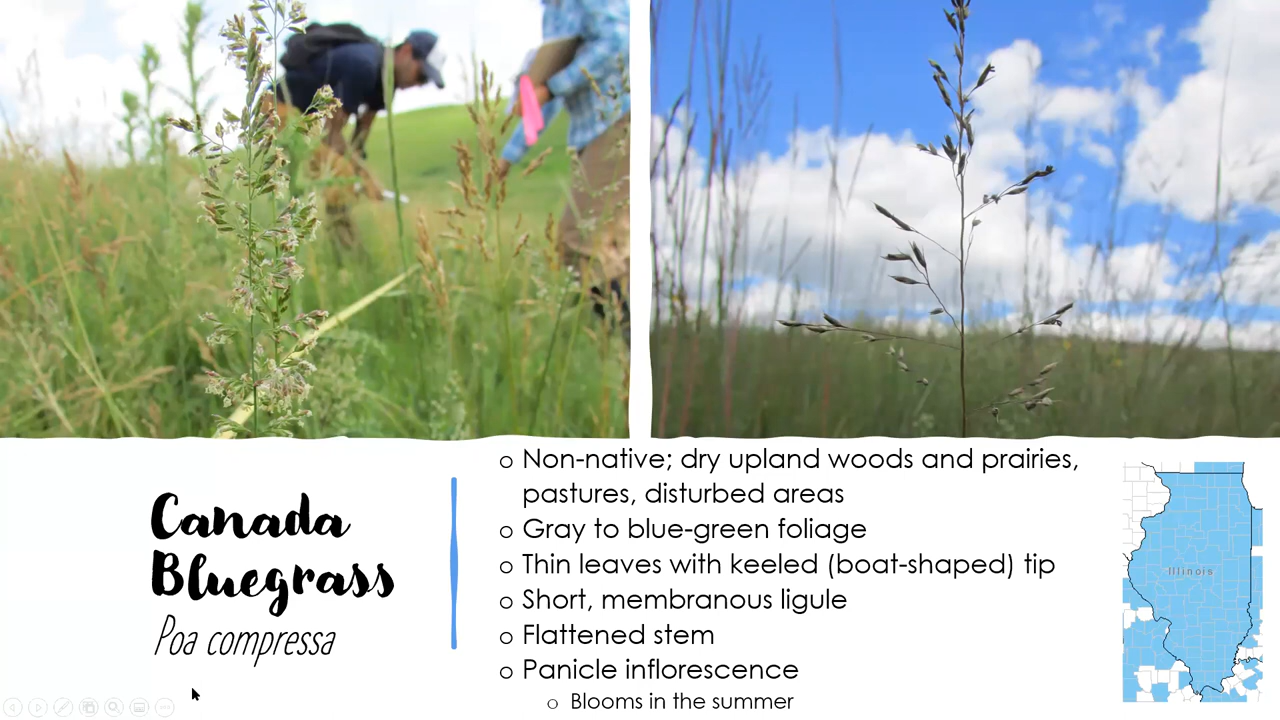 Canada
Bluegrass
Poa compressa
o Non-native; dry upland woods and prairies,
pastures, disturbed areas
o Gray to blue-green foliage
o Thin leaves with keeled (boat-shaped) tip
o Short, membranous ligule
o Flattened stem
o Panicle inflorescence
o Blooms in the summer
Illinois